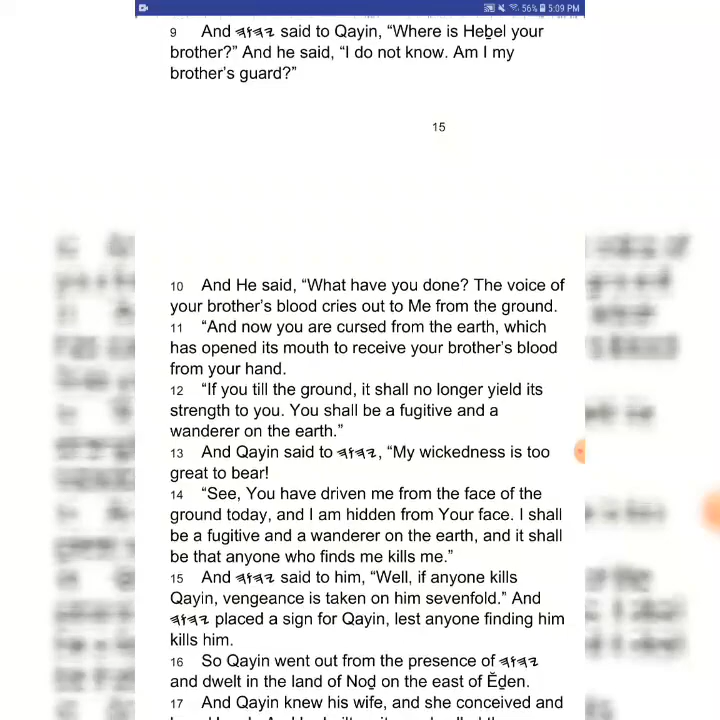 56% 5:09 PM
9 And 𐤉𐤄𐤅𐤄 said to Qayin, “Where is Heḇel your
brother?” And he said, “I do not know. Am I my
brother’s guard?”
15
10 And He said, “What have you done? The voice of
your brother’s blood cries out to Me from the ground.
11 “And now you are cursed from the earth, which
has opened its mouth to receive your brother’s blood
from your hand.
12 “If you till the ground, it shall no longer yield its
strength to you. You shall be a fugitive and a
wanderer on the earth.”
13 And Qayin said to 𐤉𐤄𐤅𐤄, “My wickedness is too
great to bear!
14 “See, You have driven me from the face of the
ground today, and I am hidden from Your face. I shall
be a fugitive and a wanderer on the earth, and it shall
be that anyone who finds me kills me.”
15 And 𐤉𐤄𐤅𐤄 said to him, “Well, if anyone kills
Qayin, vengeance is taken on him sevenfold.” And
𐤉𐤄𐤅𐤄 placed a sign for Qayin, lest anyone finding him
kills him.
16 So Qayin went out from the presence of 𐤉𐤄𐤅𐤄
and dwelt in the land of Noḏ on the east of Ěḏen.
17 And Qayin knew his wife, and she conceived and